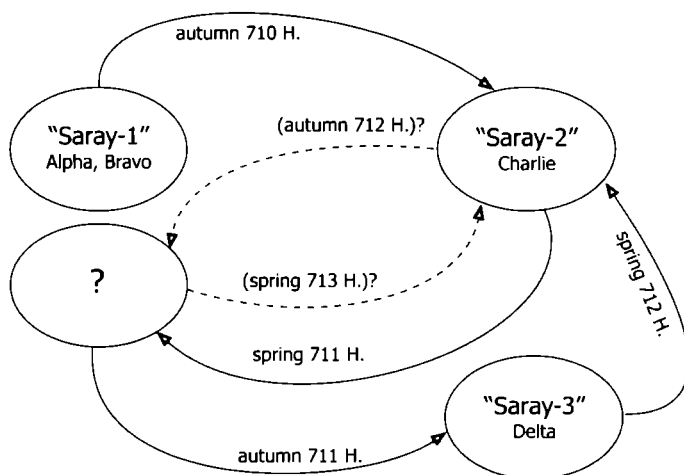 autumn 710 H.
"Saray-1"
Alpha, Bravo
(autumn 712 H.)?
"Saray-2"
Charlie
?
(spring 713 H.)?
spring 712 H.
spring 711 H.
"Saray-3"
Delta
autumn 711 H.